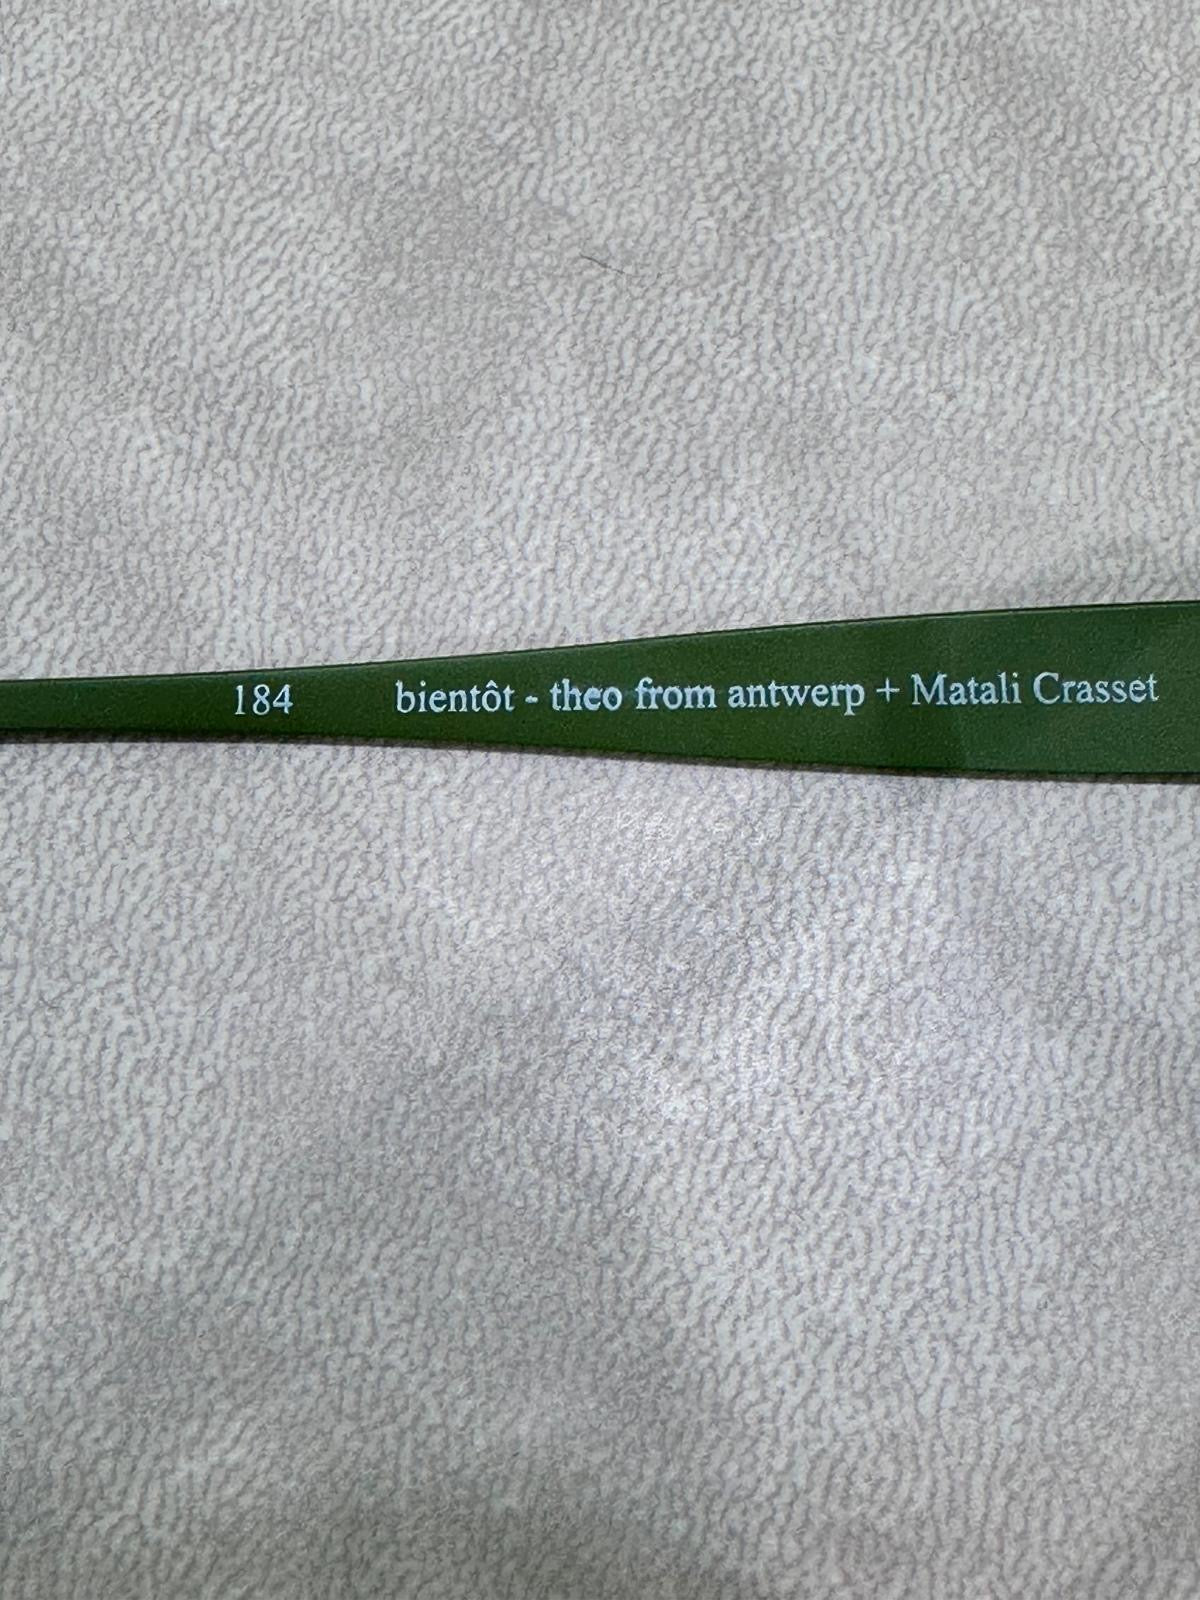 184 bientôt - theo from antwerp + Matali Crasset